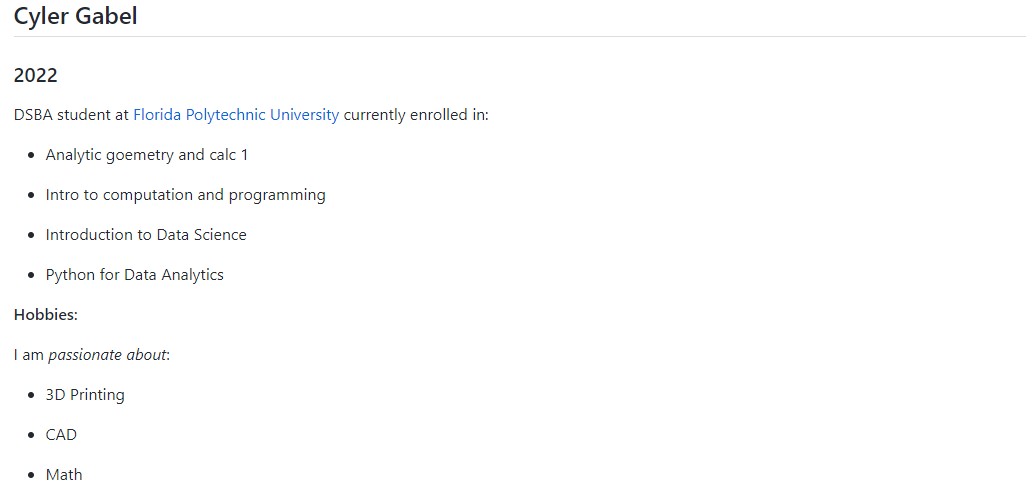 Cyler Gabel
2022
DSBA student at Florida Polytechnic University currently enrolled in:
• Analytic goemetry and calc 1
• Intro to computation and programming
• Introduction to Data Science
• Python for Data Analytics
Hobbies:
I am passionate about:
• 3D Printing
• CAD
• Math